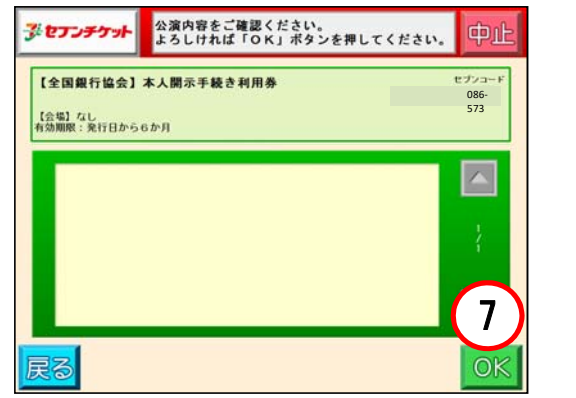 セブンチケット
公演内容をご確認ください。
よろしければ「OK」ボタンを押してください。
中止
【全国銀行協会】本人開示手続き利用券
セブンコード
086-
573
【会場】なし
有効期限：発行日から6か月
1
/
1
7
戻る
OK